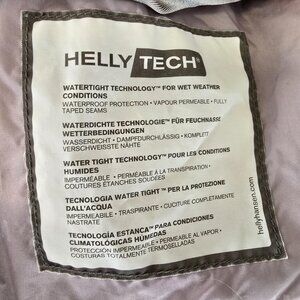 HELLY TECH®
WATERTIGHT TECHNOLOGY™ FOR WET WEATHER
CONDITIONS
WATERPROOF PROTECTION • VAPOUR PERMEABLE • FULLY
TAPED SEAMS
WATERDICHTE TECHNOLOGIE™ FÜR FEUCHNASSE
WETTERBEDINGUNGEN
WASSERDICHT • DAMPFDURCHLÄSSIG • KOMPLETT
VERSCHWEISSTE NÄHTE
WATER TIGHT TECHNOLOGY™ POUR LES CONDITIONS
HUMIDES
IMPERMÉABLE • PERMÉABLE À LA TRANSPIRATION •
COUTURES ÉTANCHES SOUDÉES
TECNOLOGIA WATER TIGHT™ PER LA PROTEZIONE
DALL'ACQUA
IMPERMEABILE • TRASPIRANTE • CUCITURE COMPLETAMENTE
NASTRATE
TECNOLOGÍA ESTANCA™ PARA CONDICIONES
CLIMATOLÓGICAS HÚMEDAS
PROTECCIÓN IMPERMEABLE • PERMEABLE AL VAPOR •
COSTURAS TOTALMENTE TERMOSELLADAS
hellyhansen.com